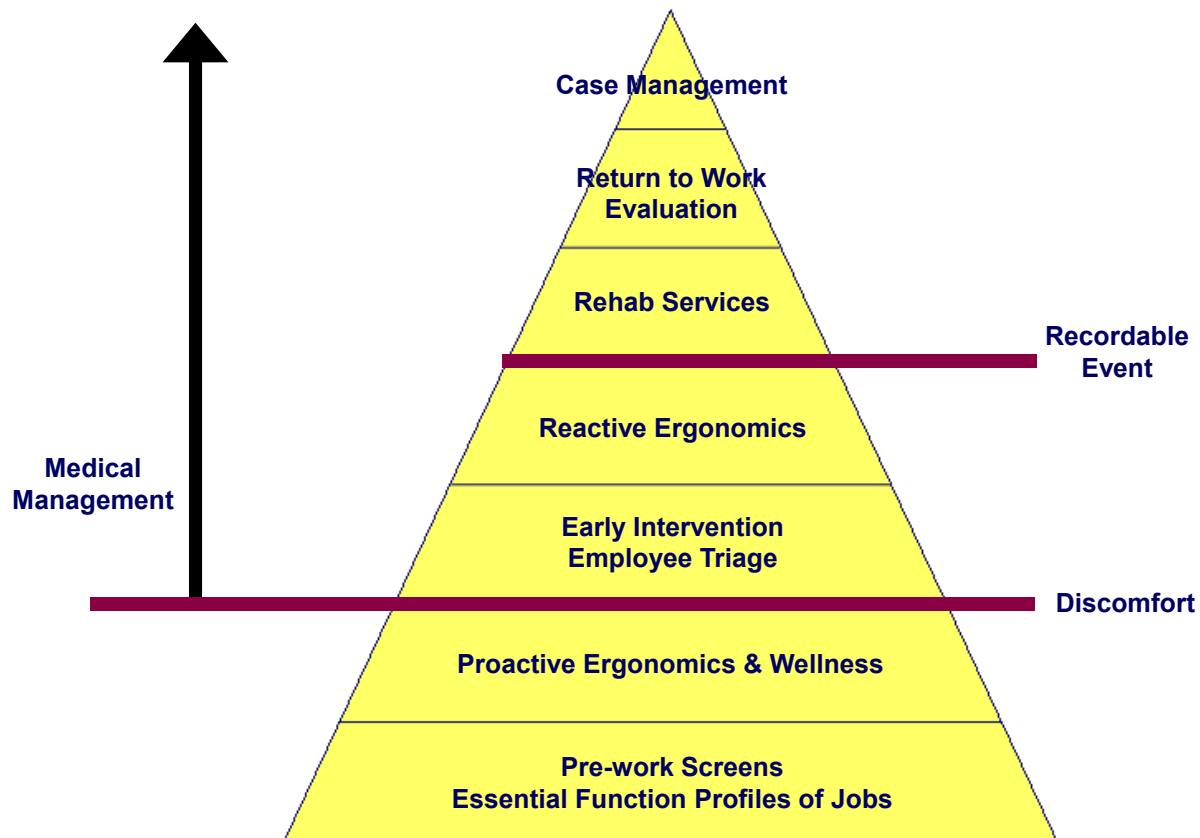 Case Management
Return to Work
Evaluation
Rehab Services
Recordable
Event
Reactive Ergonomics
Medical
Management
Early Intervention
Employee Triage
Discomfort
Proactive Ergonomics & Wellness
Pre-work Screens
Essential Function Profiles of Jobs